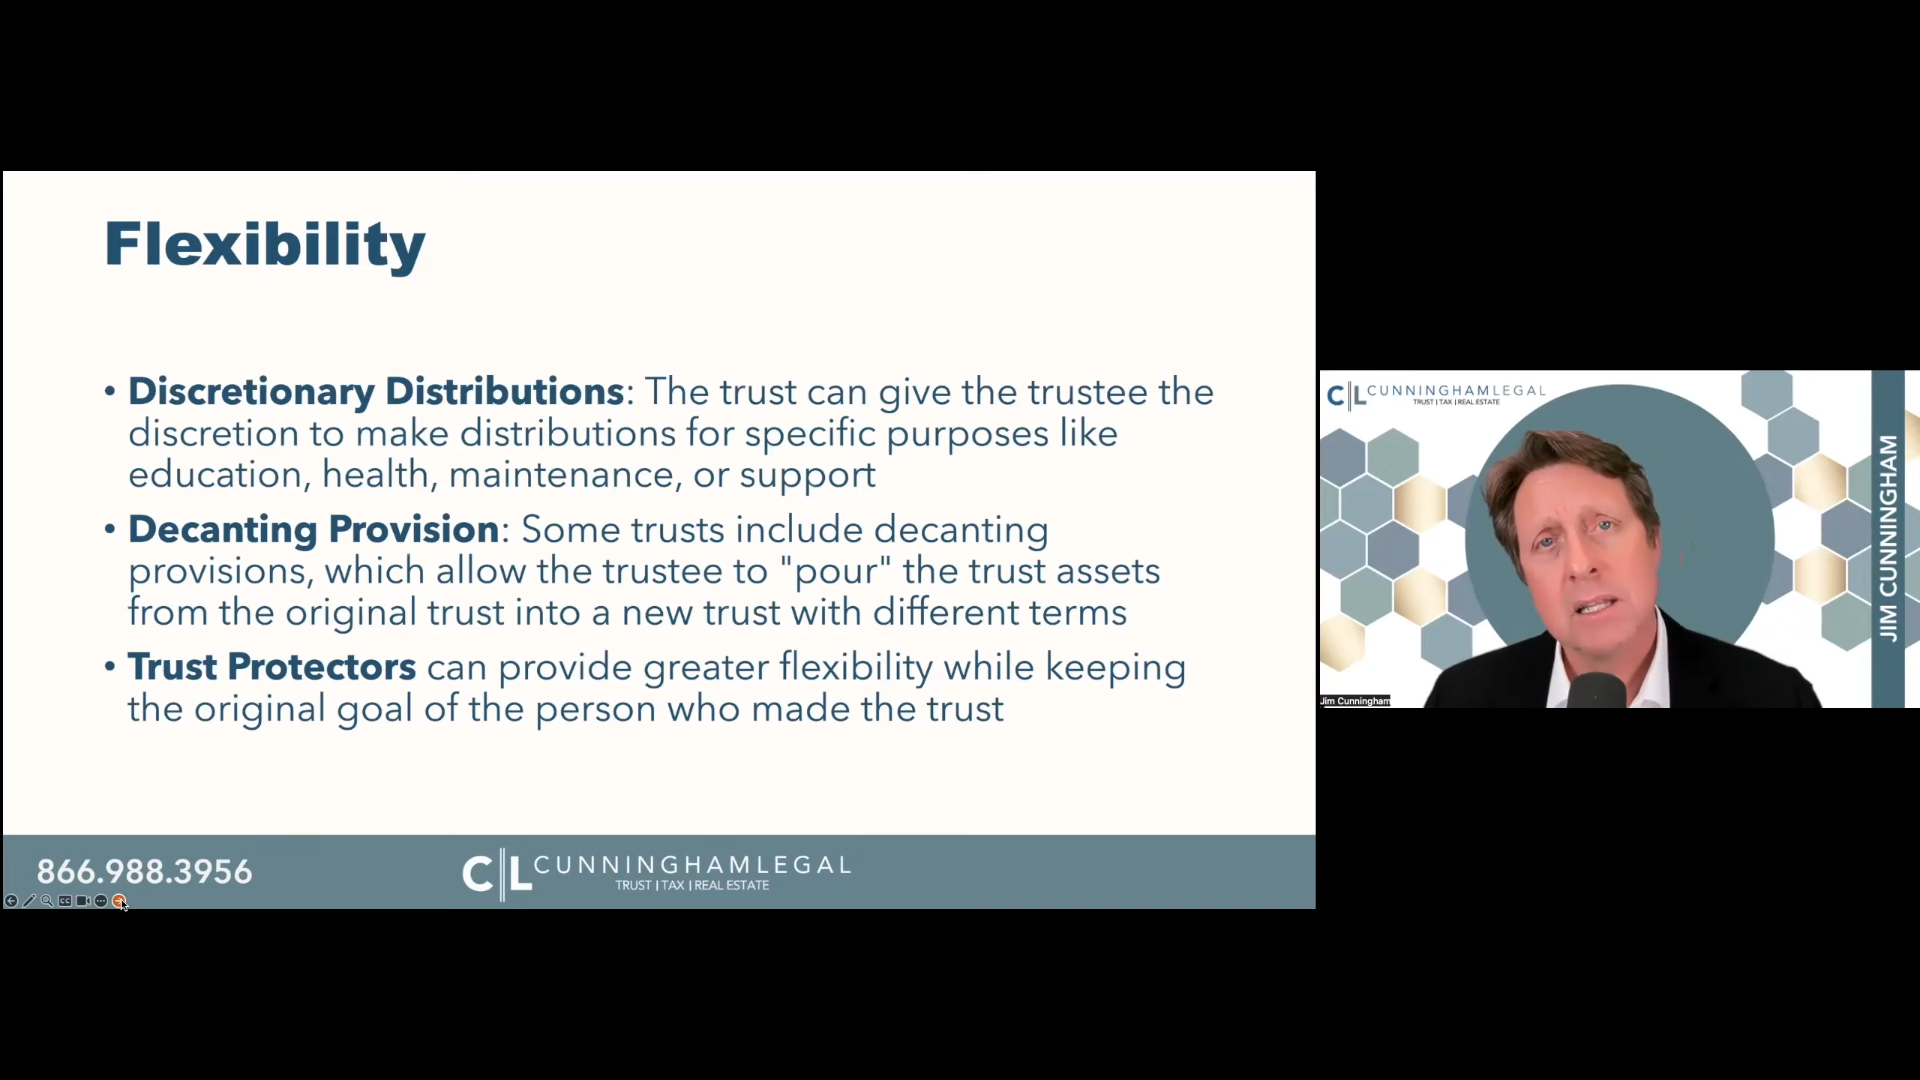 Flexibility
• Discretionary Distributions: The trust can give the trustee the
discretion to make distributions for specific purposes like
education, health, maintenance, or support
• Decanting Provision: Some trusts include decanting
provisions, which allow the trustee to "pour" the trust assets
from the original trust into a new trust with different terms
• Trust Protectors can provide greater flexibility while keeping
the original goal of the person who made the trust
866.988.3956
CL CUNNINGHAMLEGAL
TRUST | TAX | REAL ESTATE
CC
CL CUNNINGHAMLEGAL
TRUST | TAX | REAL ESTATE
JIM CUNNINGHAM
Jim Cunningham